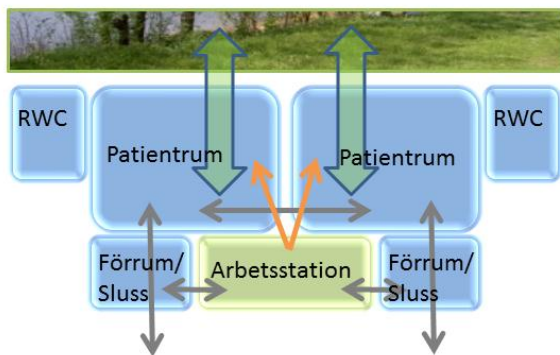 RWC
Patientrum
Patientrum
RWC
Förrum/
Sluss
Arbetsstation
Förrum/
Sluss